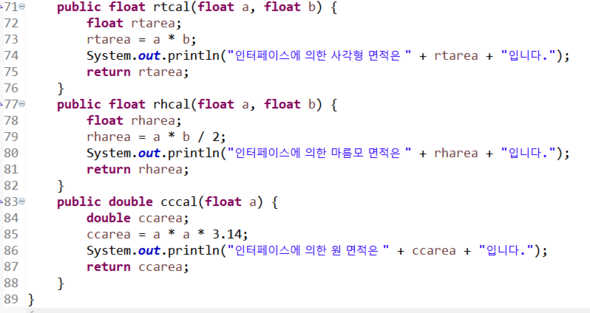 71 public float rtcal(float a, float b) {
72 float rtarea;
73 rtarea = a * b;
74 System.out.println("인터페이스에 의한 사각형 면적은 " + rtarea + "입니다.");
75 return rtarea;
76 }
77 public float rhcal(float a, float b) {
78 float rharea;
79 rharea = a * b / 2;
80 System.out.println("인터페이스에 의한 마름모 면적은 " + rharea + "입니다.");
81 return rharea;
82 }
83 public double cccal(float a) {
84 double ccarea;
85 ccarea = a * a * 3.14;
86 System.out.println("인터페이스에 의한 원 면적은 " + ccarea + "입니다.");
87 return ccarea;
88 }
89 }